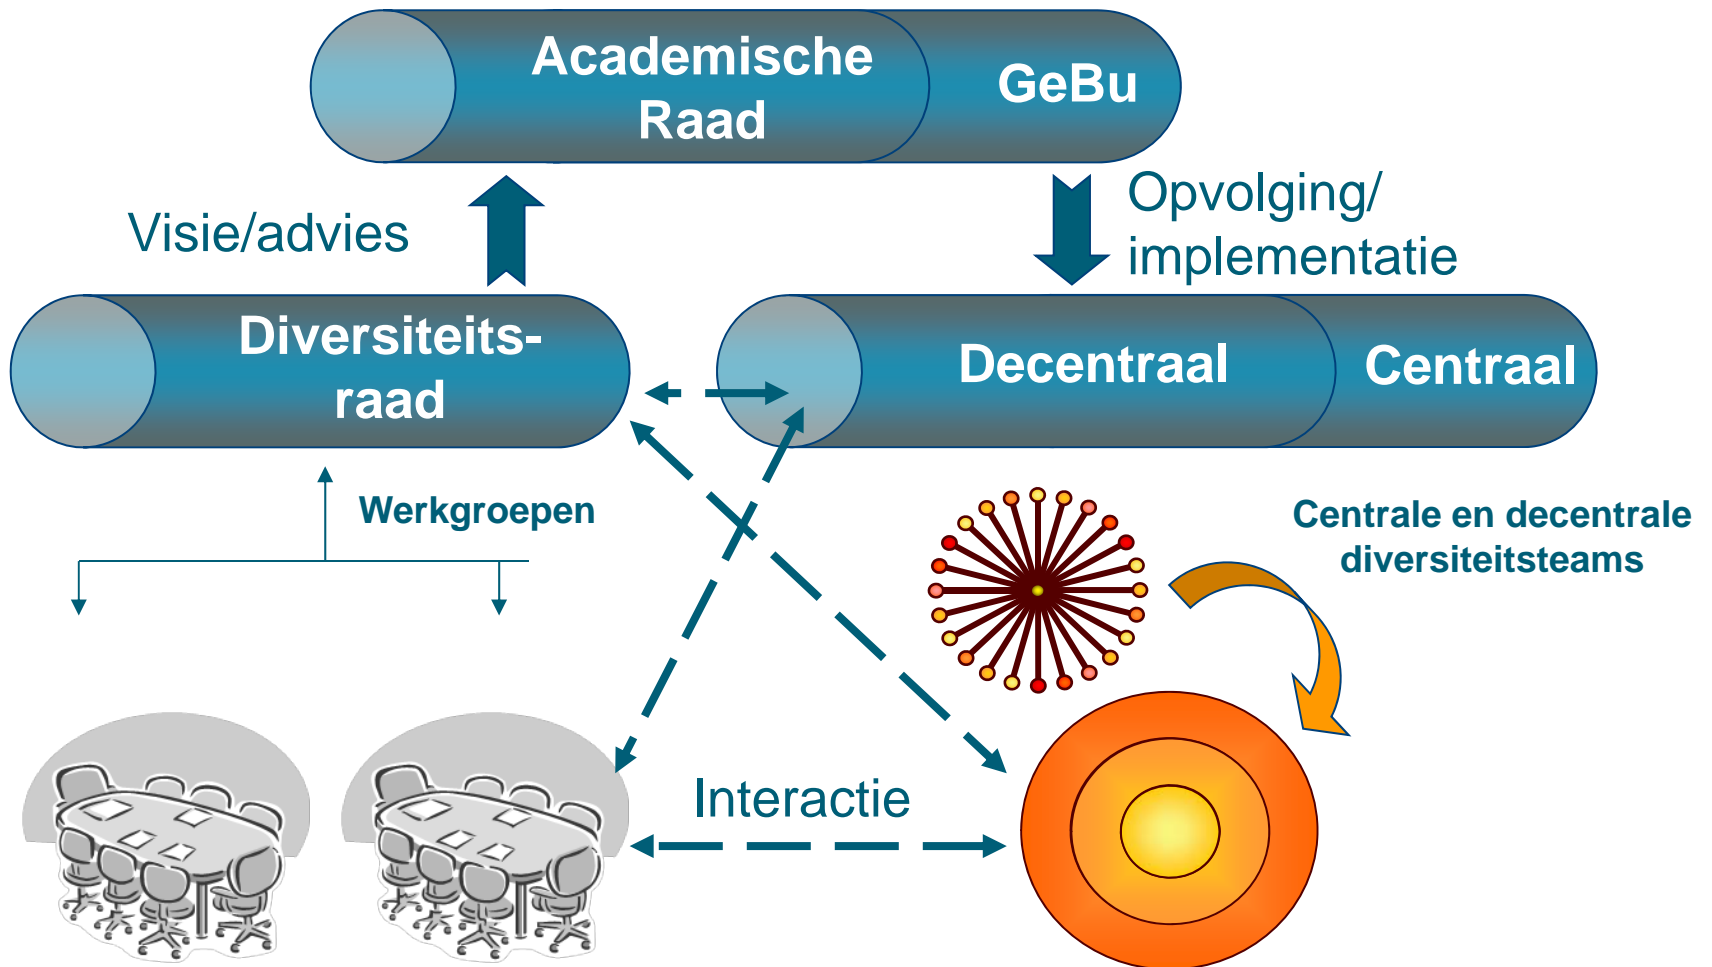 Academische
Raad
GeBu
Visie/advies
Opvolging/
implementatie
Diversiteits-
raad
Decentraal
Centraal
Werkgroepen
Centrale en decentrale
diversiteitsteams
Interactie